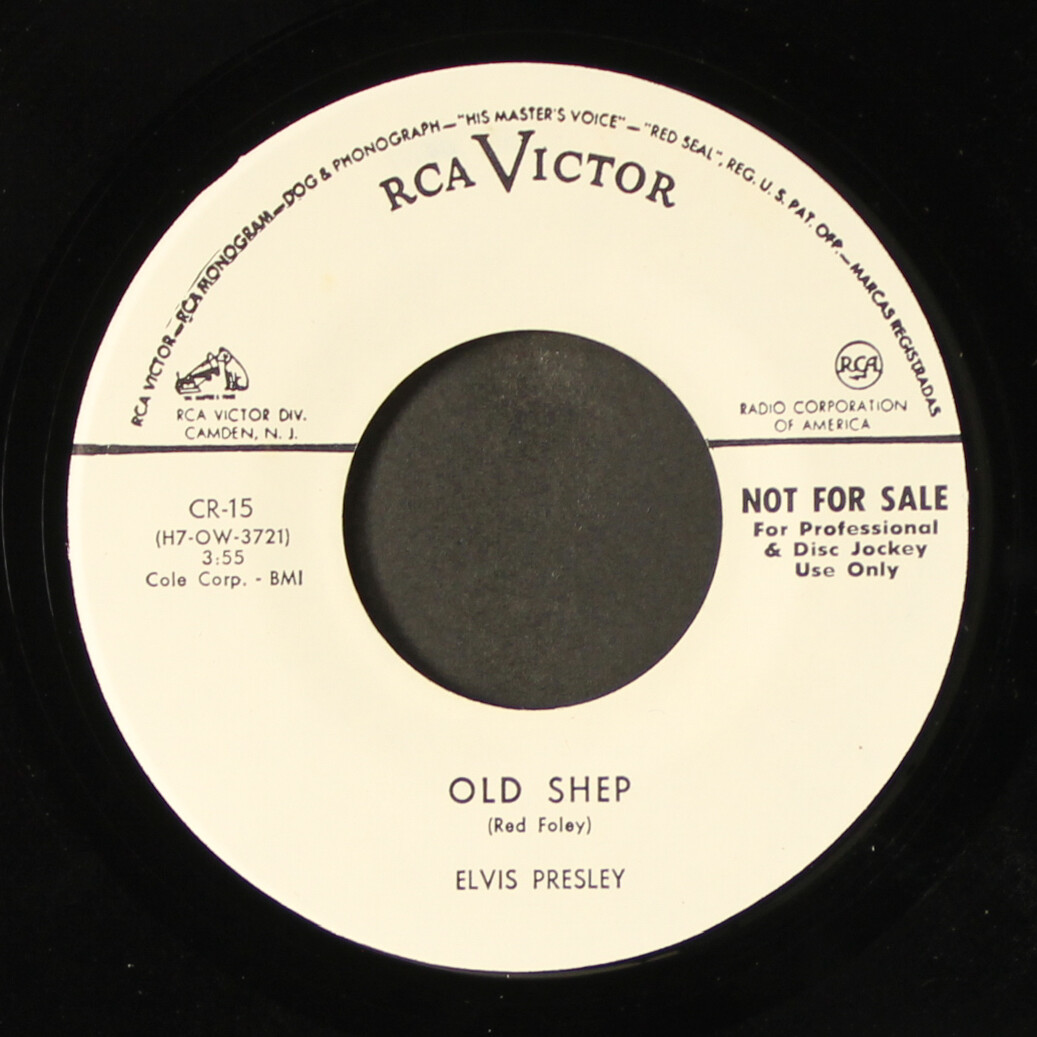 RCA VICTOR—RCA MONOGRAM—DOG & PHONOGRAPH—"HIS MASTER'S VOICE"—"RED SEAL", REG. U. S. PAT. OFF.—MARCAS REGISTRADAS
RCA VICTOR
RCA
RCA VICTOR DIV.
CAMDEN, N. J.
RADIO CORPORATION
OF AMERICA
CR-15
(H7-OW-3721)
3:55
Cole Corp. - BMI
NOT FOR SALE
For Professional
& Disc Jockey
Use Only
OLD SHEP
(Red Foley)
ELVIS PRESLEY